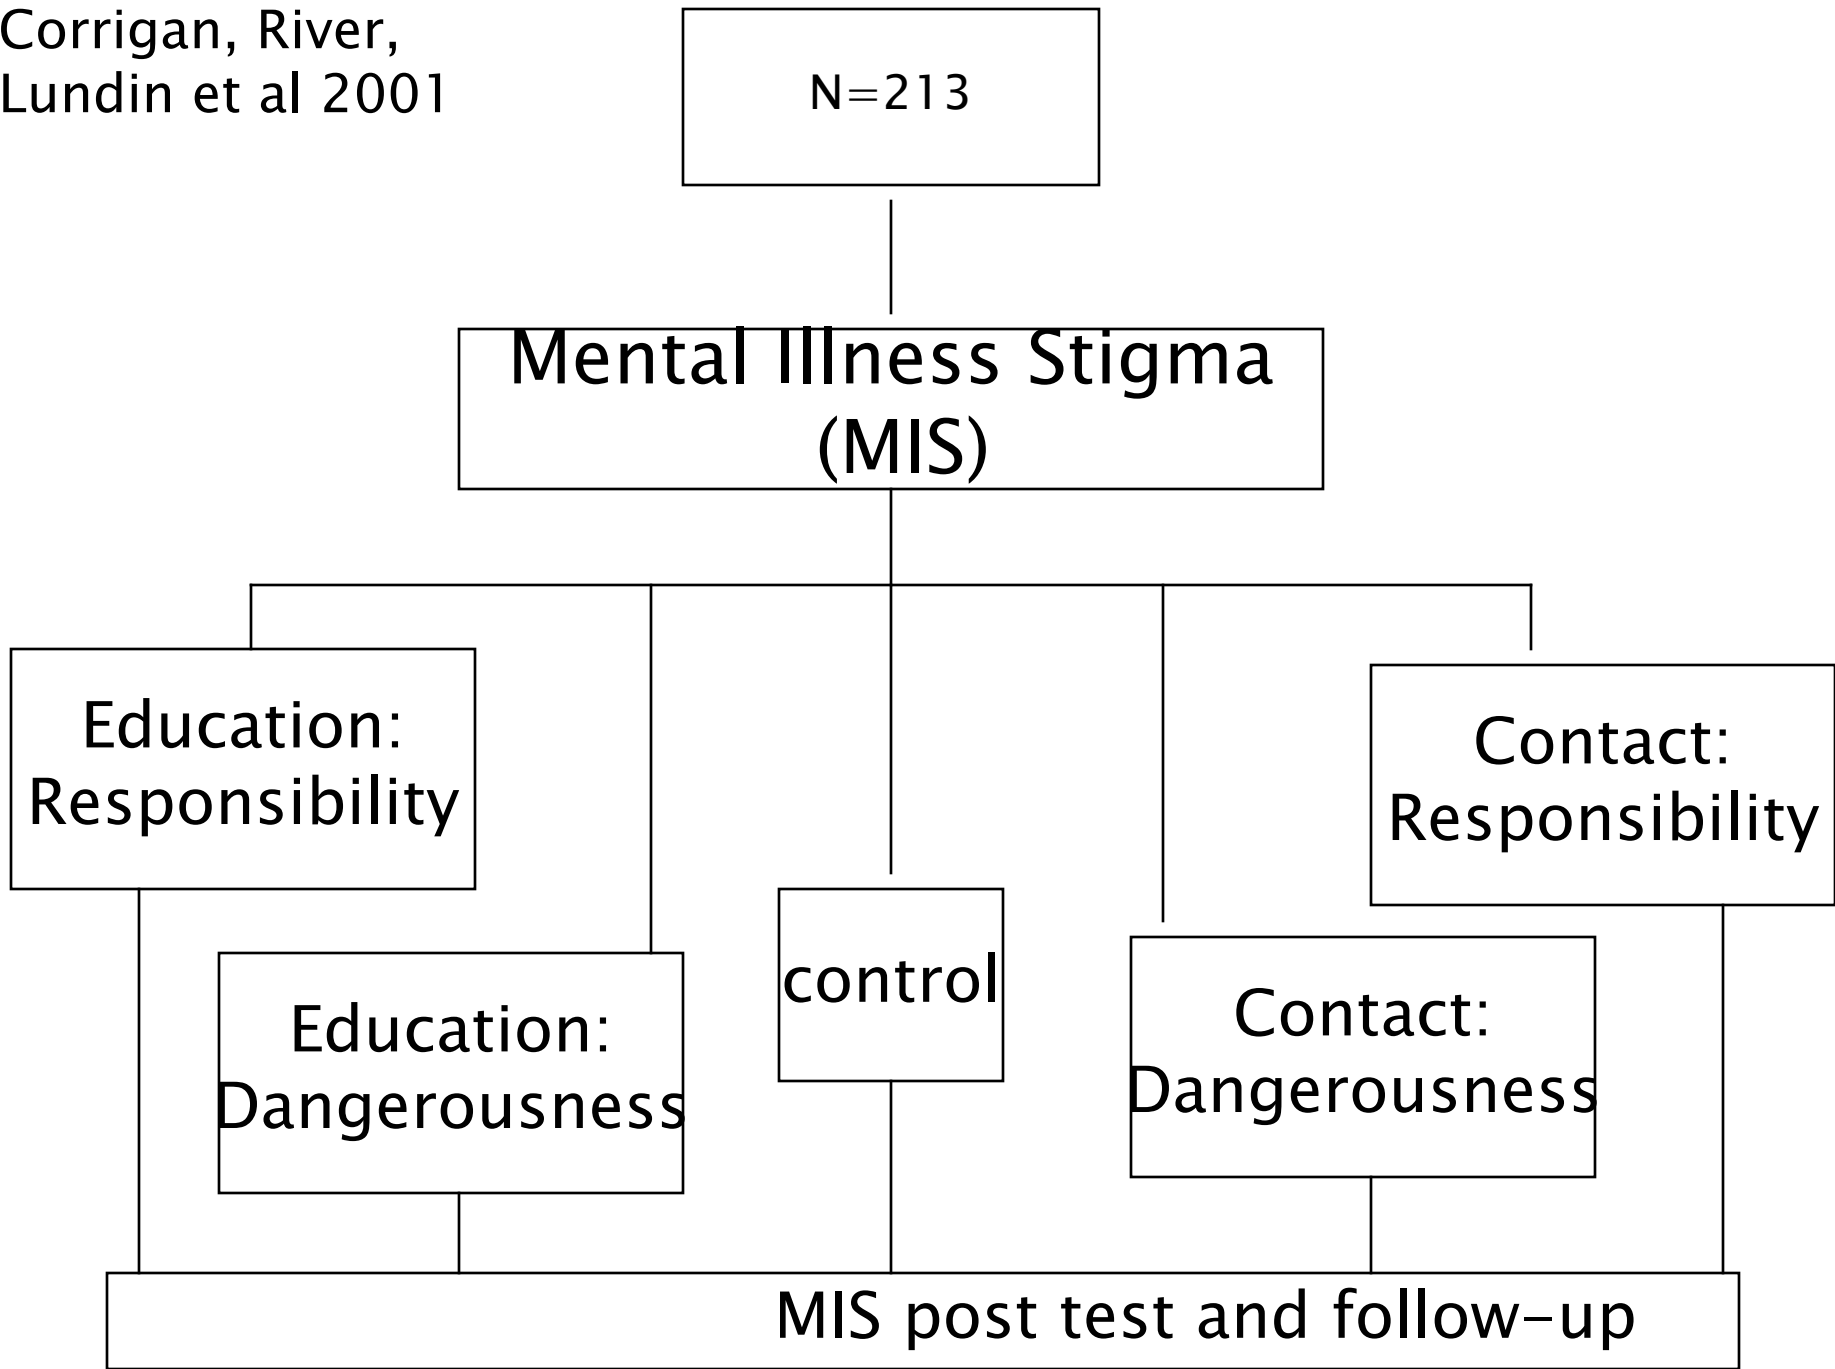 Corrigan, River,
Lundin et al 2001
N=213
Mental Illness Stigma
(MIS)
Education:
Responsibility
Contact:
Responsibility
Education:
Dangerousness
control
Contact:
Dangerousness
MIS post test and follow-up